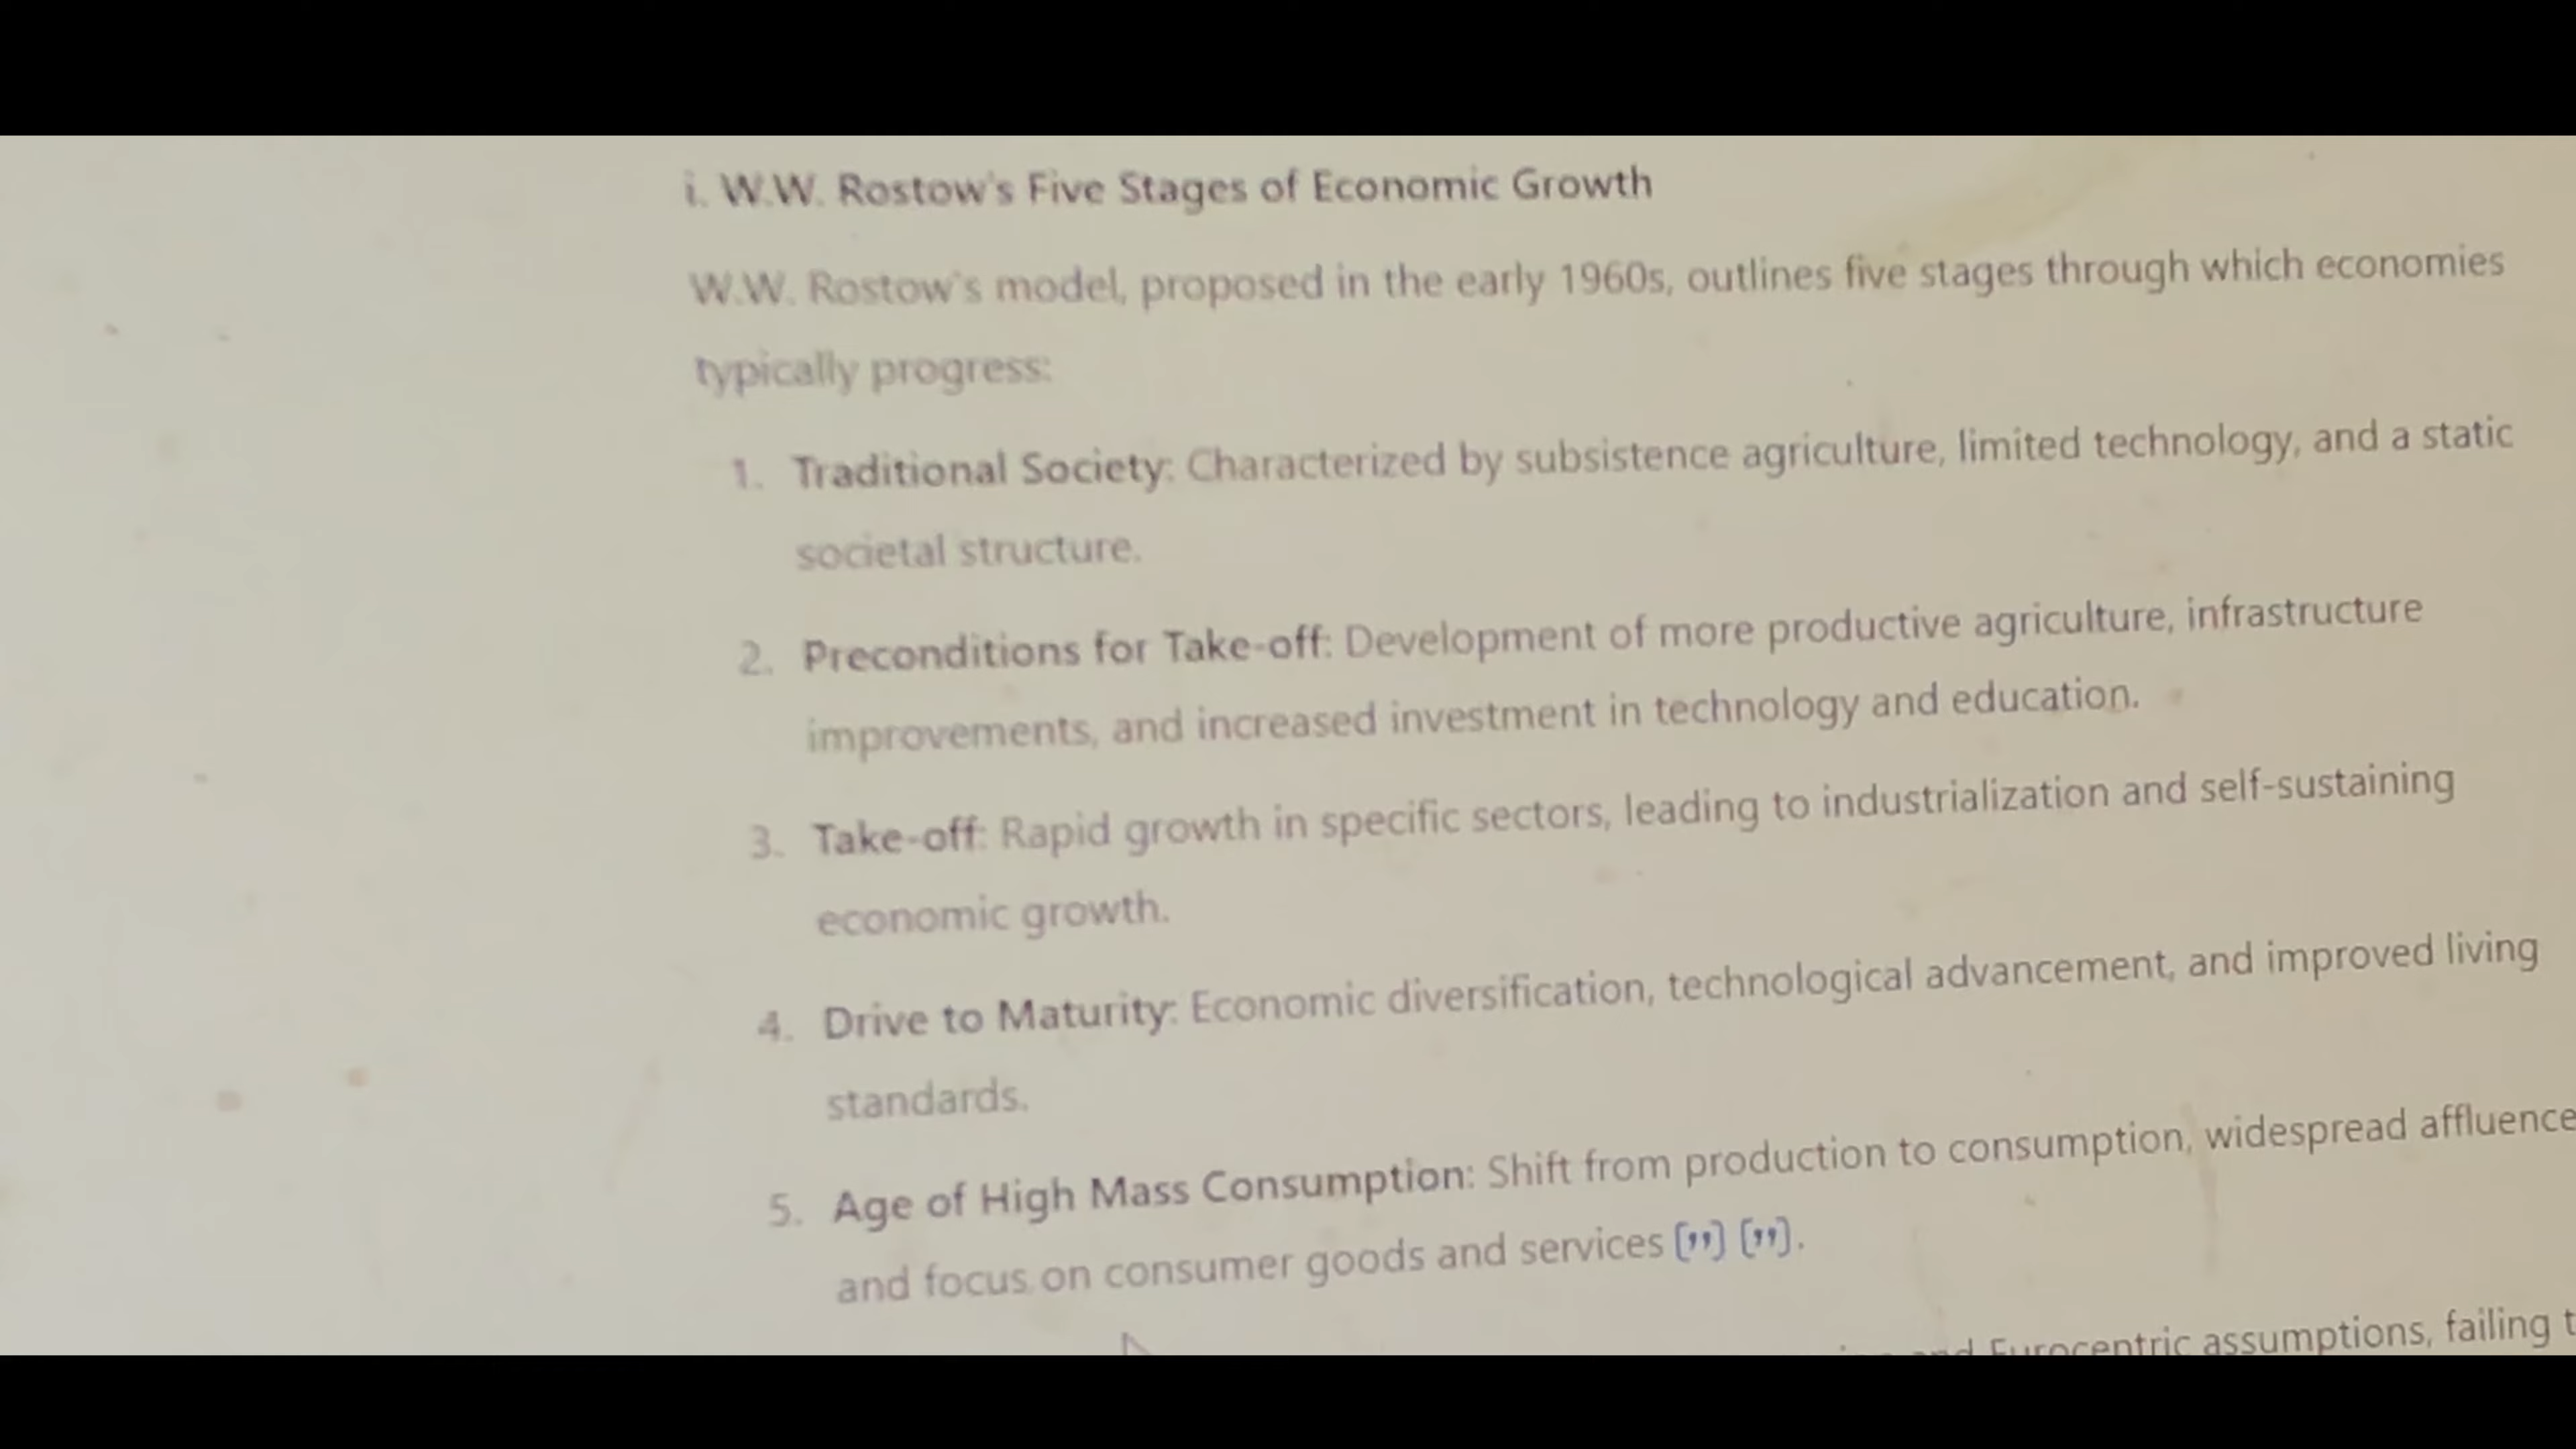 i. W.W. Rostow's Five Stages of Economic Growth
W.W. Rostow's model, proposed in the early 1960s, outlines five stages through which economies
typically progress:
1. Traditional Society: Characterized by subsistence agriculture, limited technology, and a static
societal structure.
2. Preconditions for Take-off: Development of more productive agriculture, infrastructure
improvements, and increased investment in technology and education.
3. Take-off: Rapid growth in specific sectors, leading to industrialization and self-sustaining
economic growth.
4. Drive to Maturity: Economic diversification, technological advancement, and improved living
standards.
5. Age of High Mass Consumption: Shift from production to consumption, widespread affluence
and focus on consumer goods and services [”] [”].
and Eurocentric assumptions, failing